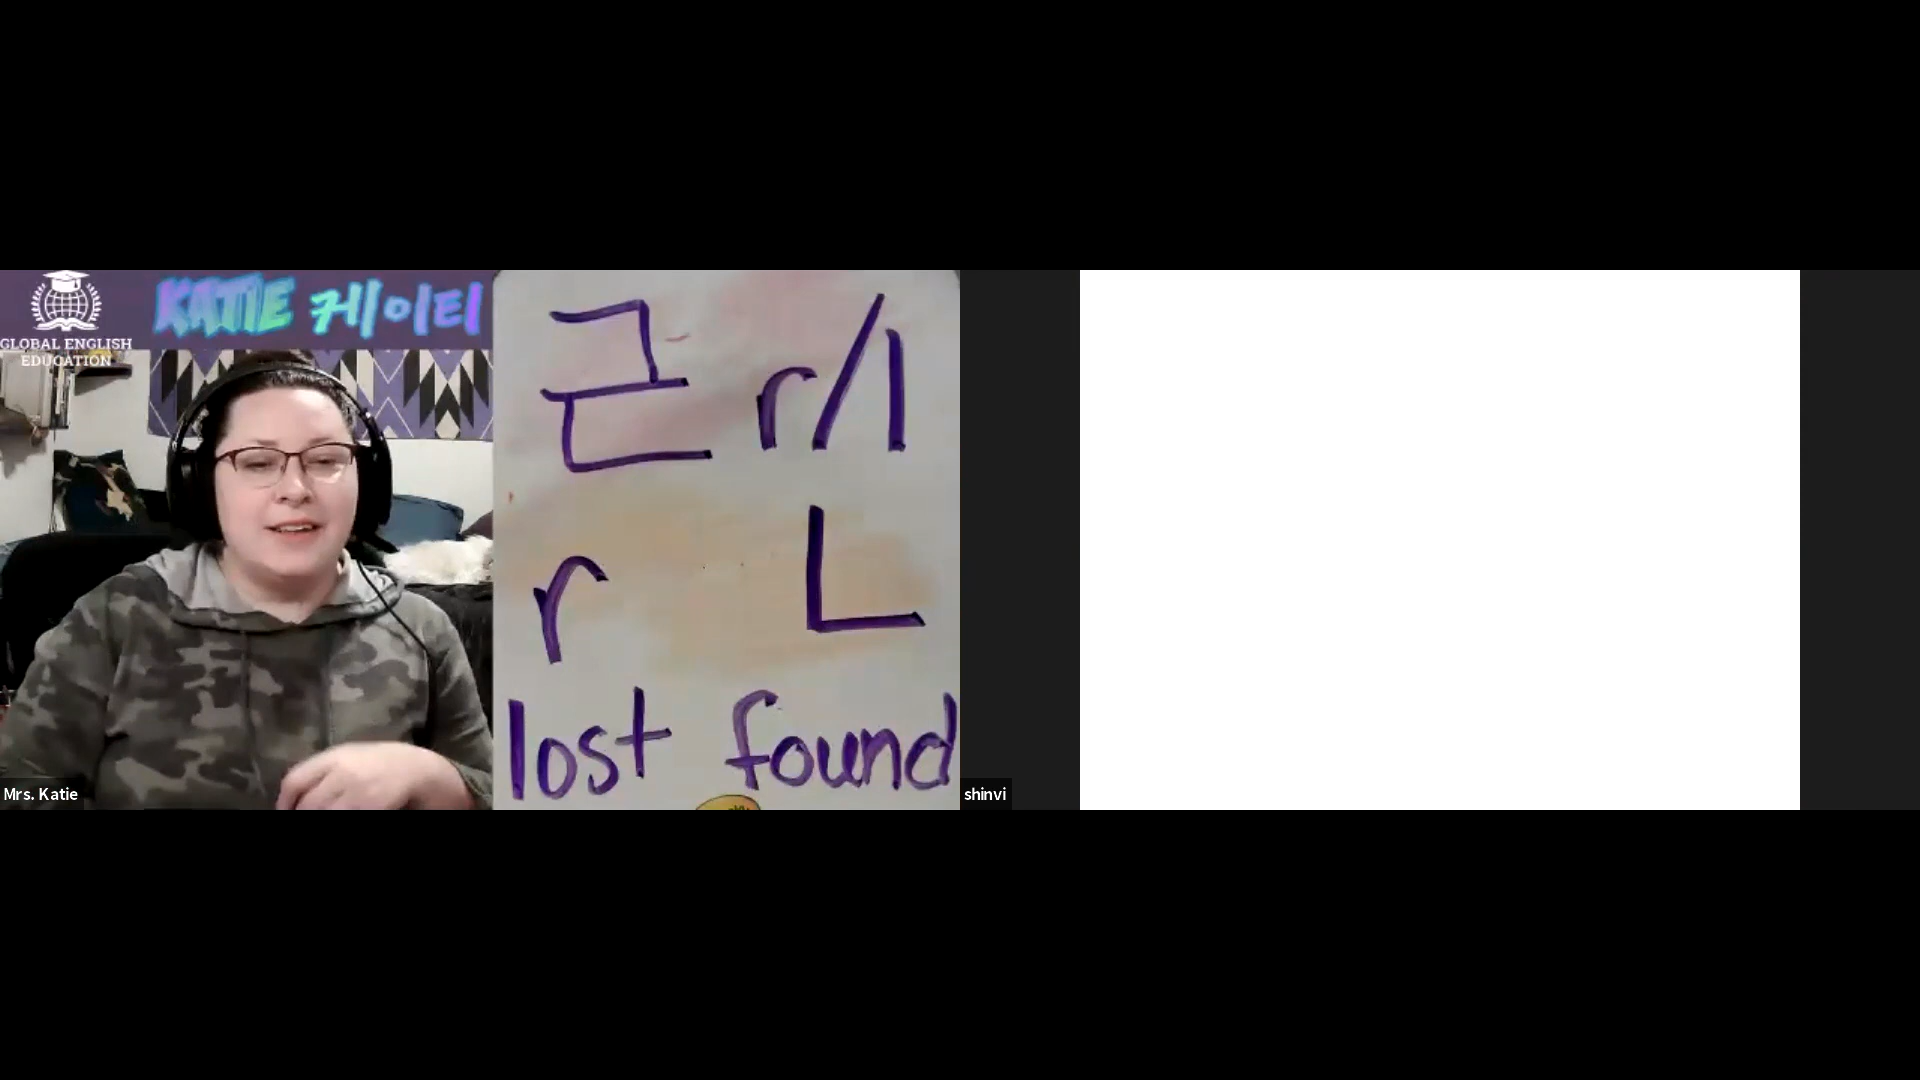 KATIE 케이티
GLOBAL ENGLISH
EDUCATION
ㄹ r/l
r L
lost found
Mrs. Katie
shinvi